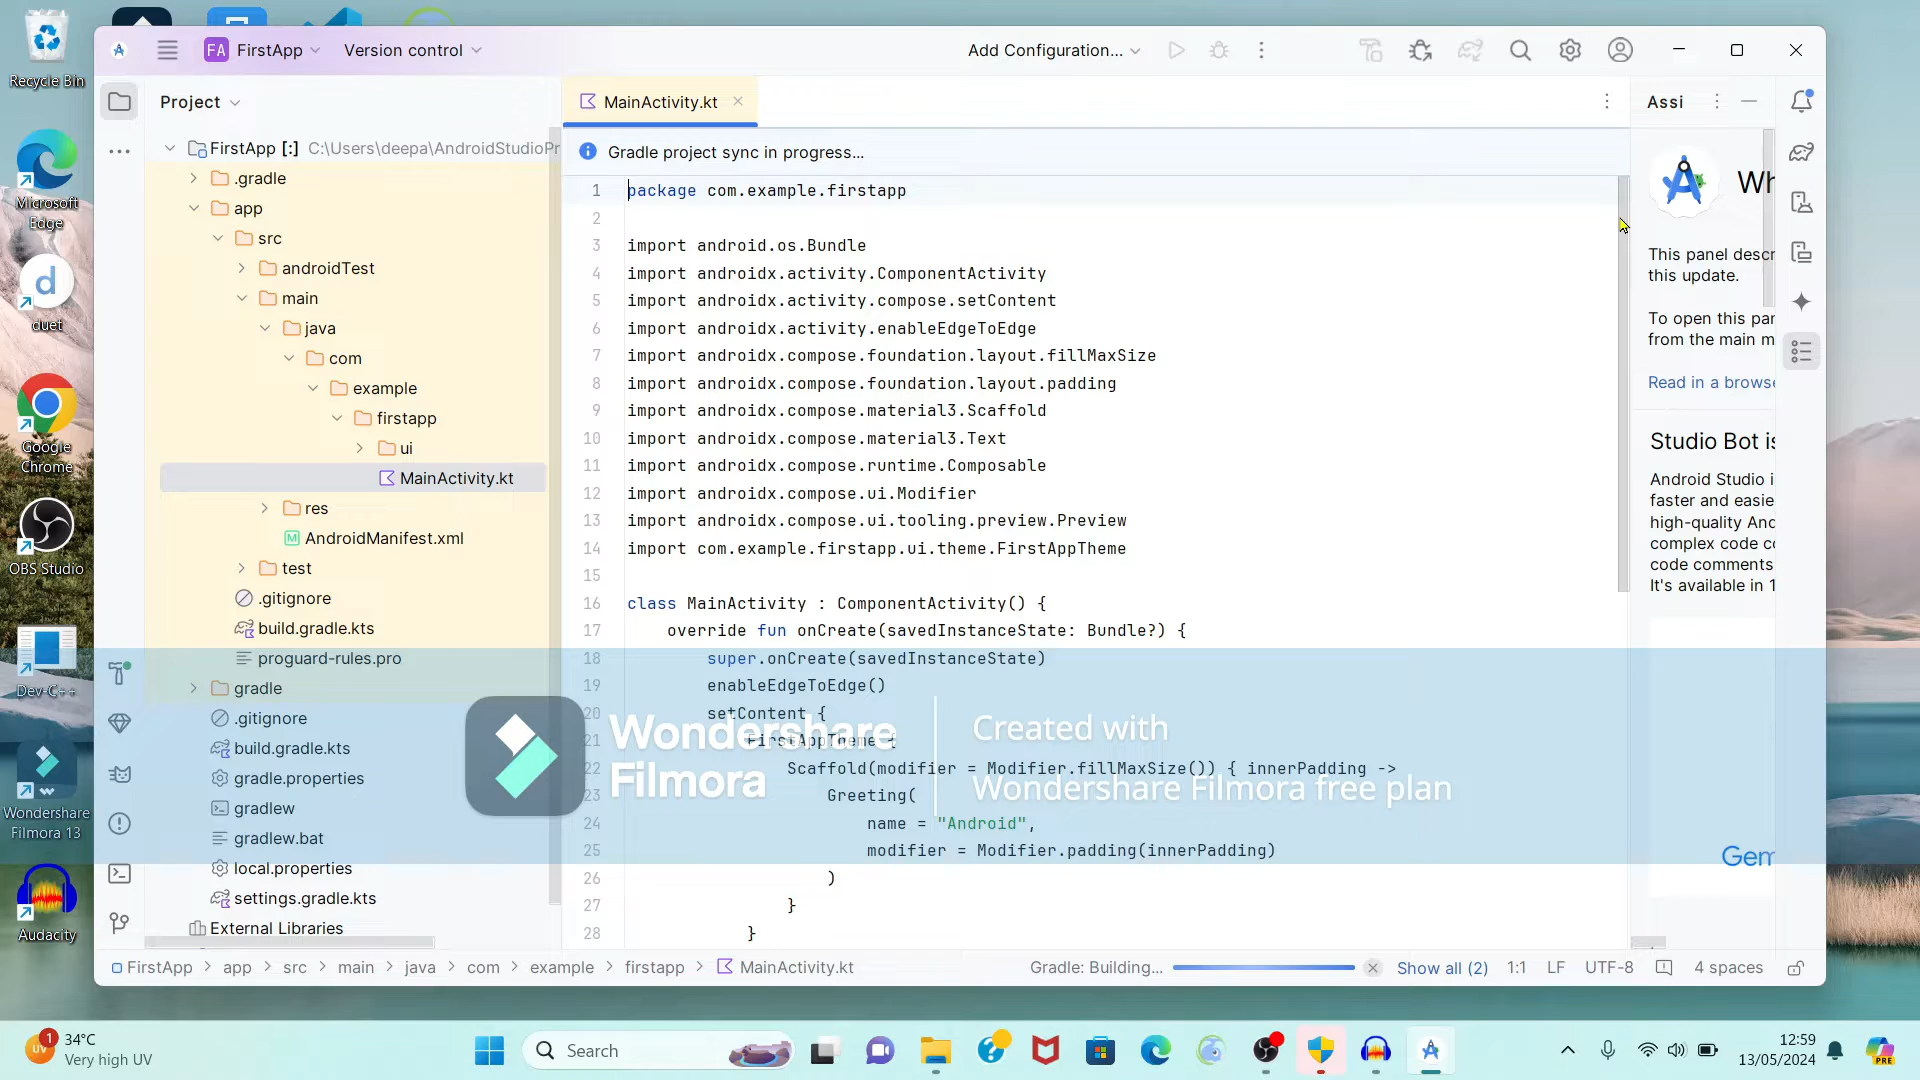 Recycle Bin
Microsoft Edge
duet
Google Chrome
OBS Studio
Dev-C++
Wondershare Filmora 13
Audacity
FA FirstApp
Version control
Add Configuration...
Project
MainActivity.kt
Assi
FirstApp [:] C:\Users\deepa\AndroidStudioPr
.gradle
app
src
androidTest
main
java
com
example
firstapp
ui
MainActivity.kt
res
AndroidManifest.xml
test
.gitignore
build.gradle.kts
proguard-rules.pro
gradle
.gitignore
build.gradle.kts
gradle.properties
gradlew
gradlew.bat
local.properties
settings.gradle.kts
External Libraries
Gradle project sync in progress...
1 package com.example.firstapp
2
3 import android.os.Bundle
4 import androidx.activity.ComponentActivity
5 import androidx.activity.compose.setContent
6 import androidx.activity.enableEdgeToEdge
7 import androidx.compose.foundation.layout.fillMaxSize
8 import androidx.compose.foundation.layout.padding
9 import androidx.compose.material3.Scaffold
10 import androidx.compose.material3.Text
11 import androidx.compose.runtime.Composable
12 import androidx.compose.ui.Modifier
13 import androidx.compose.ui.tooling.preview.Preview
14 import com.example.firstapp.ui.theme.FirstAppTheme
15
16 class MainActivity : ComponentActivity() {
17 override fun onCreate(savedInstanceState: Bundle?) {
18 super.onCreate(savedInstanceState)
19 enableEdgeToEdge()
20 setContent {
21 FirstAppTheme {
22 Scaffold(modifier = Modifier.fillMaxSize()) { innerPadding ->
23 Greeting(
24 name = "Android",
25 modifier = Modifier.padding(innerPadding)
26 )
27 }
28 }
Wondershare Filmora
Created with
Wondershare Filmora free plan
Wh
This panel descr
this update.
To open this pan
from the main m
Read in a browse
Studio Bot is
Android Studio i
faster and easie
high-quality And
complex code co
code comments
It's available in 1
Gem
FirstApp > app > src > main > java > com > example > firstapp > MainActivity.kt
Gradle: Building...
Show all (2)
1:1 LF UTF-8 4 spaces
UV 1
34°C
Very high UV
Search
12:59
13/05/2024
PRE